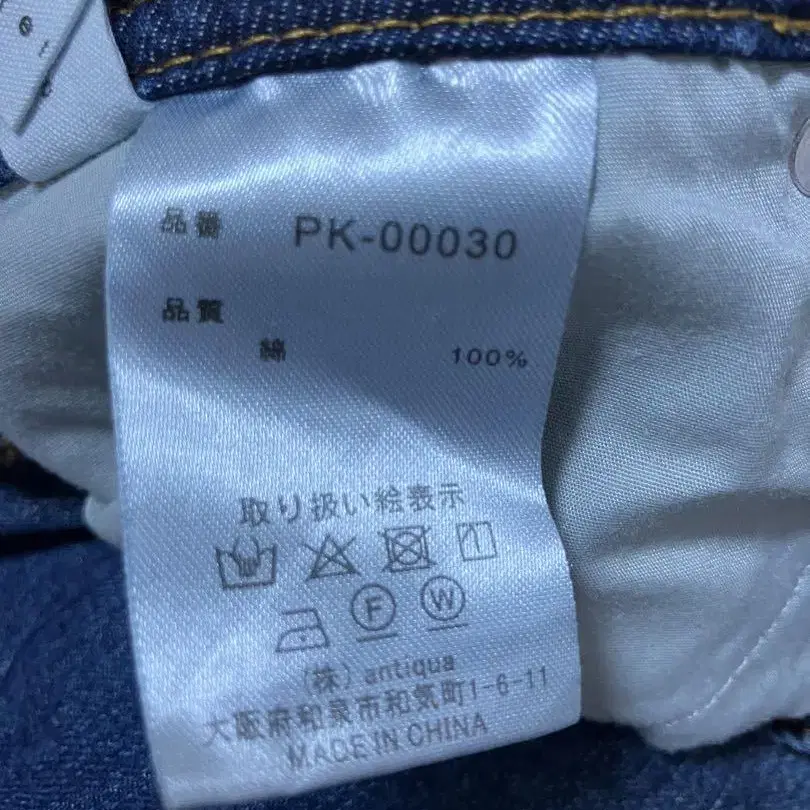 品番 PK-00030
品質
綿 100%
取り扱い絵表示
F W
(株) antiqua
大阪府和泉市和気町1-6-11
MADE IN CHINA